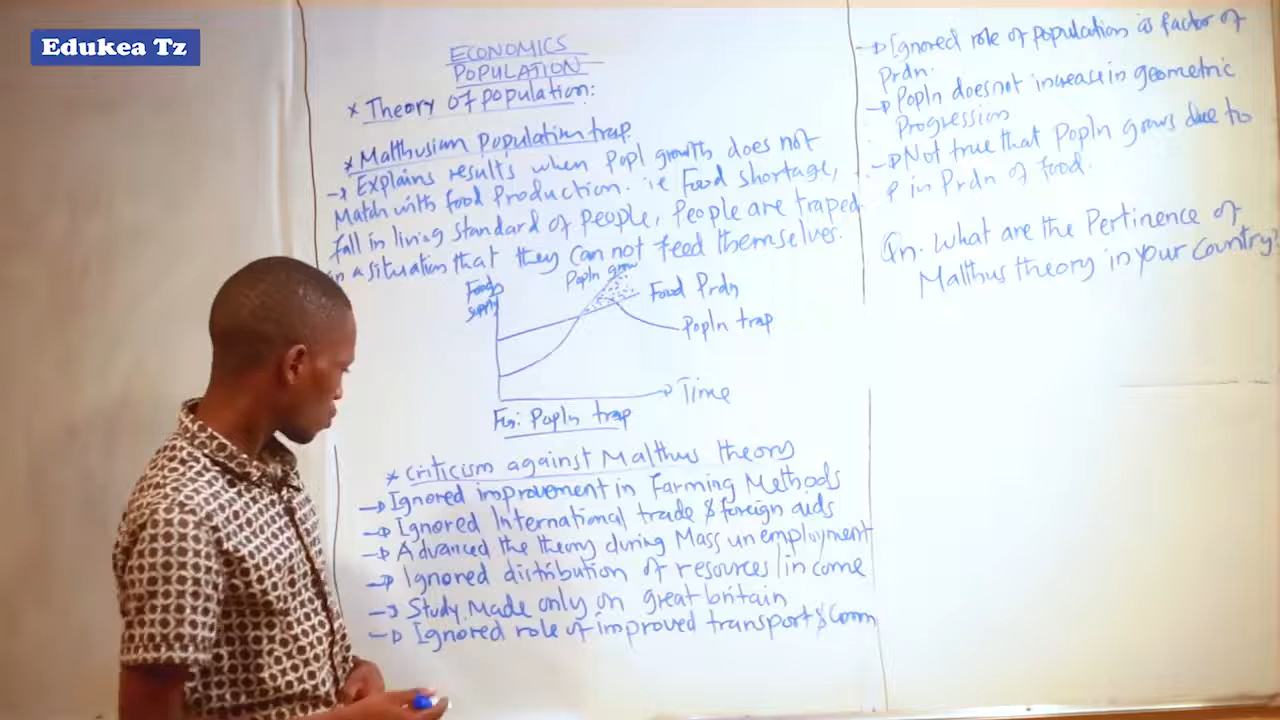 Edukea Tz
ECONOMICS
POPULATION
* Theory Of population:
* Malthusian Population trap.
-> Explains results when Popl growth does not
Match with food Production. ie Food shortage,
fall in living standard of People, People are traped
in a situation that they can not feed themselves.
Food
supply
Popln grow
Food Prdn
Popln trap
Time
Fig: Popln trap
* Criticism against Malthus theory
-> Ignored improvement in Farming Methods
-> Ignored International trade & foreign aids
-> Advanced the theory during Mass unemployment
-> Ignored distribution of resources/income
-> Study Made only on great britain
-> Ignored role of improved transport & Comm
-> Ignored role of population as factor of
Prdn.
-> Popln doesnot increase in geometric
Progression
-> Not true that Popln grows due to
in Prdn of food.
Qn. What are the Pertinence of
Malthus theory in your Country?